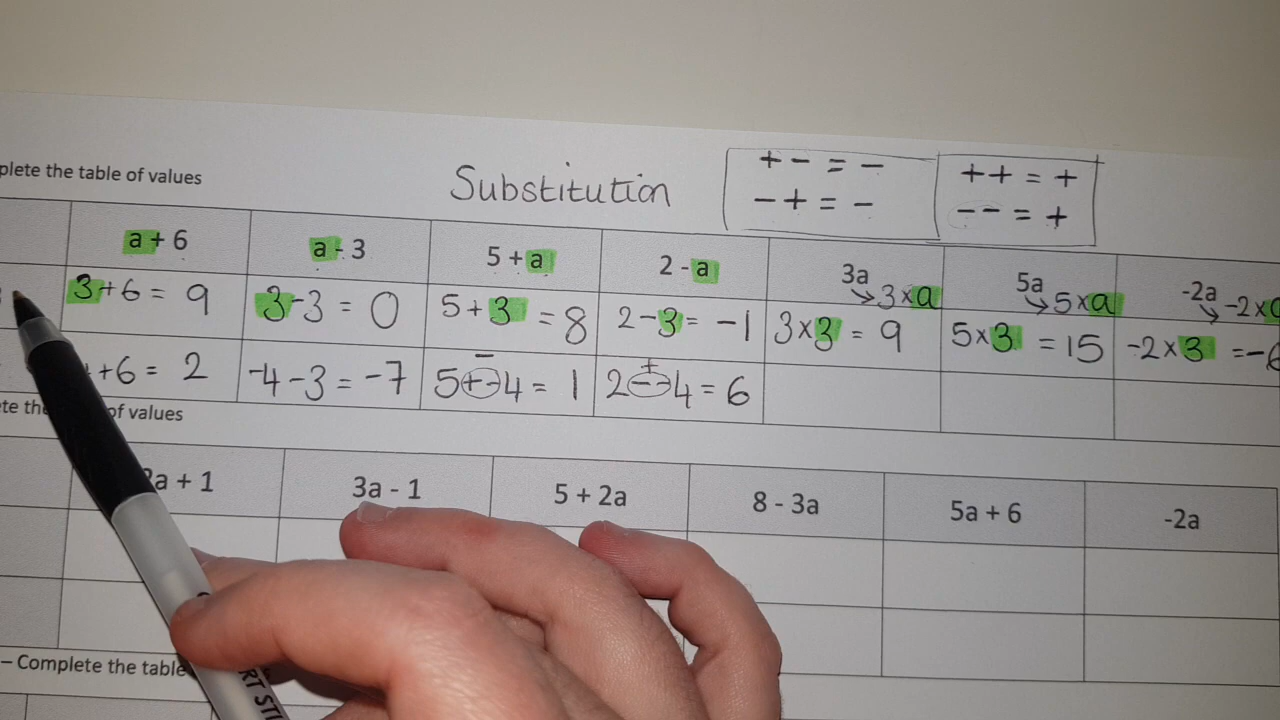 plete the table of values
Substitution
+ - = -
- + = -
+ + = +
- - = +
a + 6
a - 3
5 + a
2 - a
3a
3×a
5a
5×a
-2a
-2×a
3+6 = 9
3-3 = 0
5+3 = 8
2-3 = -1
3×3 = 9
5×3 = 15
-2×3 = -6
+6 = 2
-4-3 = -7
-
5+-4 = 1
+
2--4 = 6
of values
a + 1
3a - 1
5 + 2a
8 - 3a
5a + 6
-2a
– Complete the table